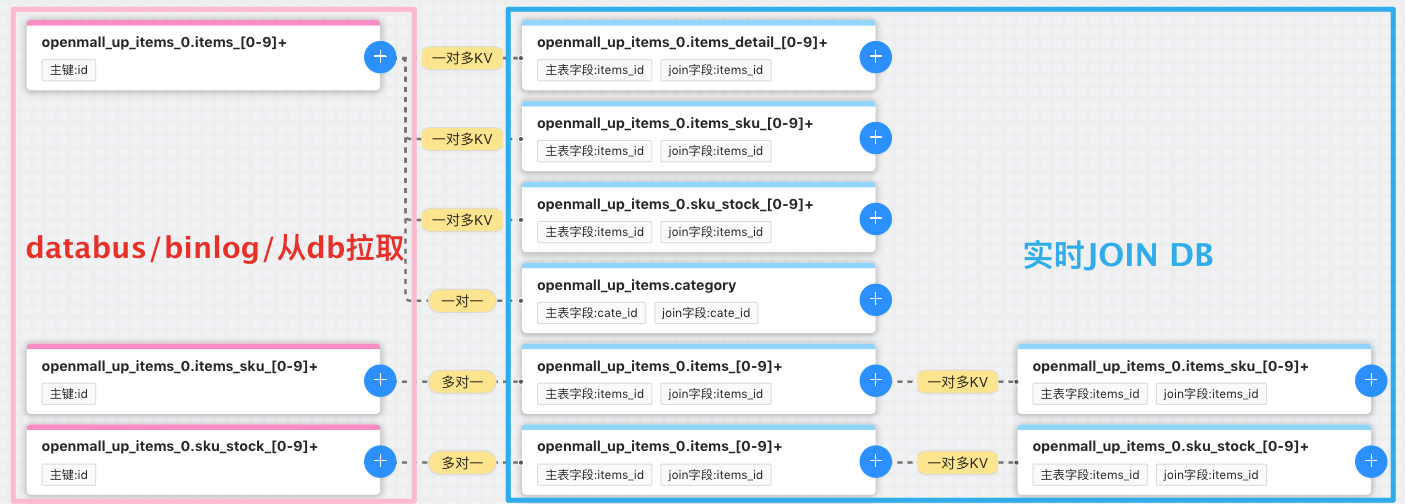 openmall_up_items_0.items_[0-9]+
主键:id
一对多KV
openmall_up_items_0.items_detail_[0-9]+
主表字段:items_id join字段:items_id
一对多KV
openmall_up_items_0.items_sku_[0-9]+
主表字段:items_id join字段:items_id
一对多KV
openmall_up_items_0.sku_stock_[0-9]+
主表字段:items_id join字段:items_id
databus/binlog/从db拉取
实时JOIN DB
一对一
openmall_up_items.category
主表字段:cate_id join字段:cate_id
openmall_up_items_0.items_sku_[0-9]+
主键:id
多对一
openmall_up_items_0.items_[0-9]+
主表字段:items_id join字段:items_id
一对多KV
openmall_up_items_0.items_sku_[0-9]+
主表字段:items_id join字段:items_id
openmall_up_items_0.sku_stock_[0-9]+
主键:id
多对一
openmall_up_items_0.items_[0-9]+
主表字段:items_id join字段:items_id
一对多KV
openmall_up_items_0.sku_stock_[0-9]+
主表字段:items_id join字段:items_id